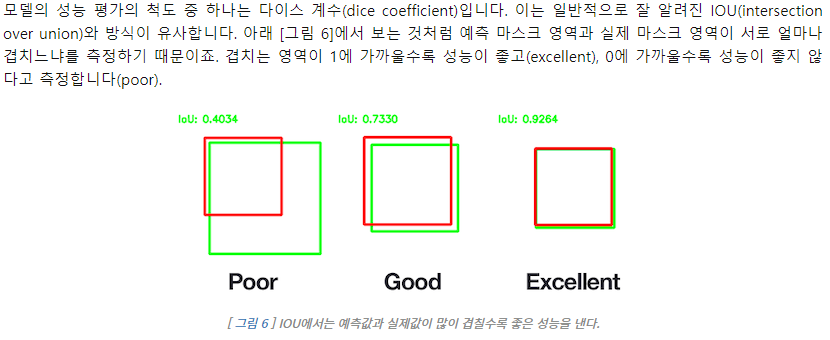 모델의 성능 평가의 척도 중 하나는 다이스 계수(dice coefficient)입니다. 이는 일반적으로 잘 알려진 IOU(intersection
over union)와 방식이 유사합니다. 아래 [그림 6]에서 보는 것처럼 예측 마스크 영역과 실제 마스크 영역이 서로 얼마나
겹치느냐를 측정하기 때문이죠. 겹치는 영역이 1에 가까울수록 성능이 좋고(excellent), 0에 가까울수록 성능이 좋지 않
다고 측정합니다(poor).
IoU: 0.4034 IoU: 0.7330 IoU: 0.9264
Poor Good Excellent
[ 그림 6 ] IOU에서는 예측값과 실제값이 많이 겹칠수록 좋은 성능을 낸다.